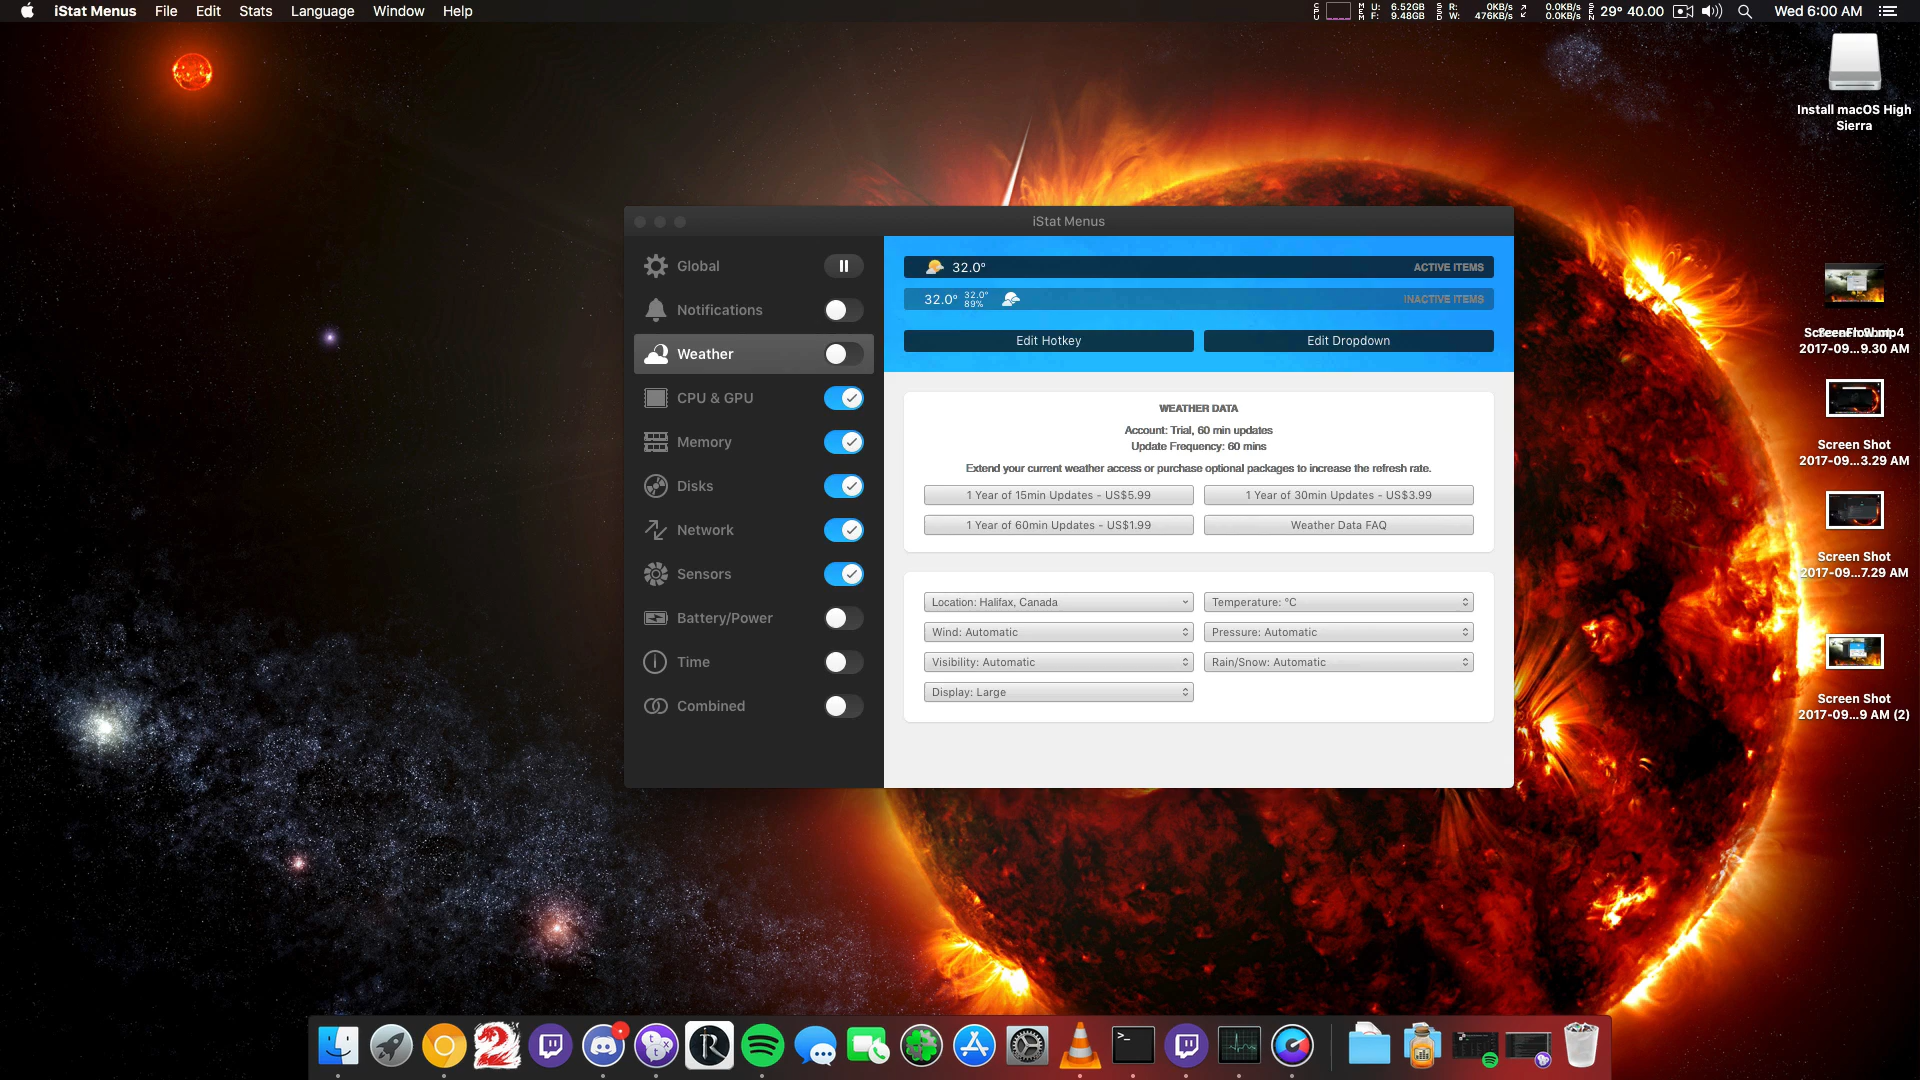 iStat Menus File Edit Stats Language Window Help
U: 6.52GB R: 0KB/s 0.0KB/s 29° 40.00 Wed 6:00 AM
F: 9.48GB W: 476KB/s 0.0KB/s
Install macOS High
Sierra
iStat Menus
Global
Notifications
Weather
CPU & GPU
Memory
Disks
Network
Sensors
Battery/Power
Time
Combined
32.0° ACTIVE ITEMS
32.0° 32.0° 89% INACTIVE ITEMS
Edit Hotkey Edit Dropdown
WEATHER DATA
Account: Trial, 60 min updates
Update Frequency: 60 mins
Extend your current weather access or purchase optional packages to increase the refresh rate.
1 Year of 15min Updates - US$5.99 1 Year of 30min Updates - US$3.99
1 Year of 60min Updates - US$1.99 Weather Data FAQ
Location: Halifax, Canada Temperature: °C
Wind: Automatic Pressure: Automatic
Visibility: Automatic Rain/Snow: Automatic
Display: Large
2017-09...9.30 AM
Screen Shot
2017-09...3.29 AM
Screen Shot
2017-09...7.29 AM
Screen Shot
2017-09...9 AM (2)